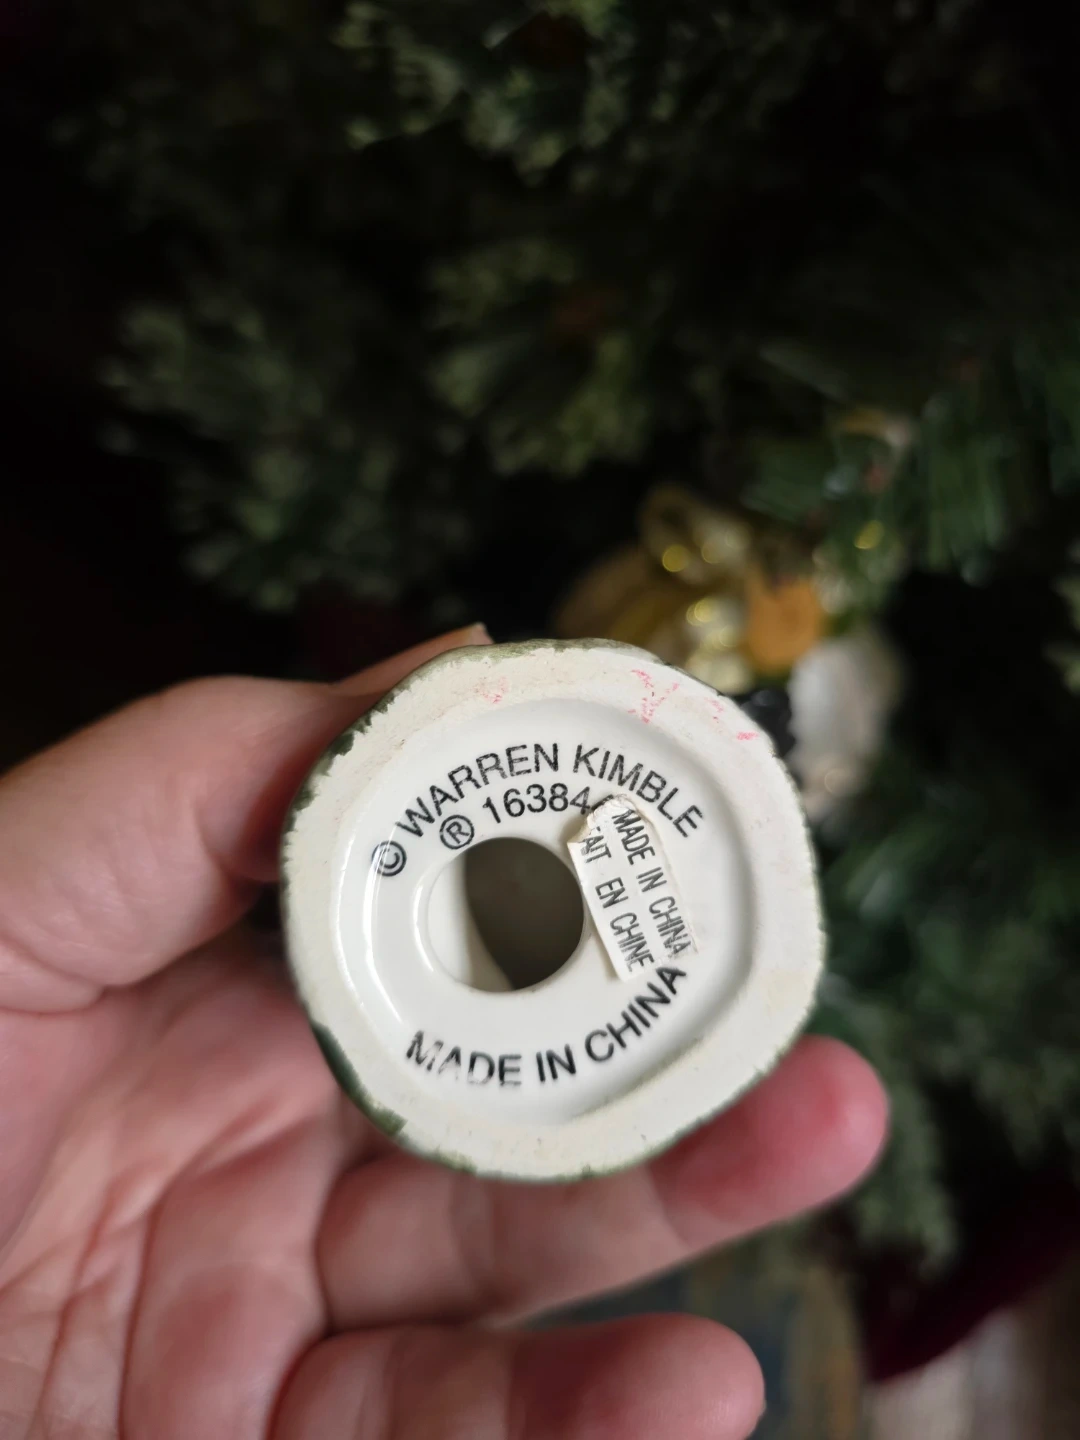 © WARREN KIMBLE
® 16384
MADE IN CHINA
FAIT EN CHINE
MADE IN CHINA